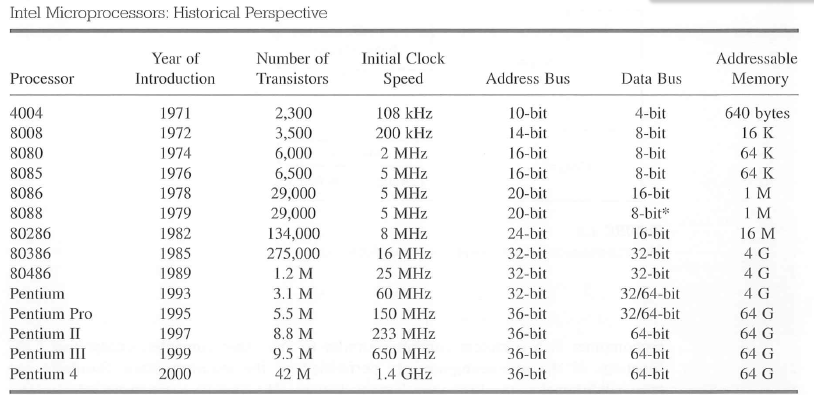 Intel Microprocessors: Historical Perspective
Year of Number of Initial Clock Addressable
Processor Introduction Transistors Speed Address Bus Data Bus Memory
4004 1971 2,300 108 kHz 10-bit 4-bit 640 bytes
8008 1972 3,500 200 kHz 14-bit 8-bit 16 K
8080 1974 6,000 2 MHz 16-bit 8-bit 64 K
8085 1976 6,500 5 MHz 16-bit 8-bit 64 K
8086 1978 29,000 5 MHz 20-bit 16-bit 1 M
8088 1979 29,000 5 MHz 20-bit 8-bit* 1 M
80286 1982 134,000 8 MHz 24-bit 16-bit 16 M
80386 1985 275,000 16 MHz 32-bit 32-bit 4 G
80486 1989 1.2 M 25 MHz 32-bit 32-bit 4 G
Pentium 1993 3.1 M 60 MHz 32-bit 32/64-bit 4 G
Pentium Pro 1995 5.5 M 150 MHz 36-bit 32/64-bit 64 G
Pentium II 1997 8.8 M 233 MHz 36-bit 64-bit 64 G
Pentium III 1999 9.5 M 650 MHz 36-bit 64-bit 64 G
Pentium 4 2000 42 M 1.4 GHz 36-bit 64-bit 64 G